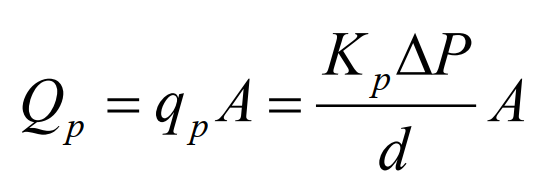 Q_p = q_p A = \frac{K_p \Delta P}{d} A